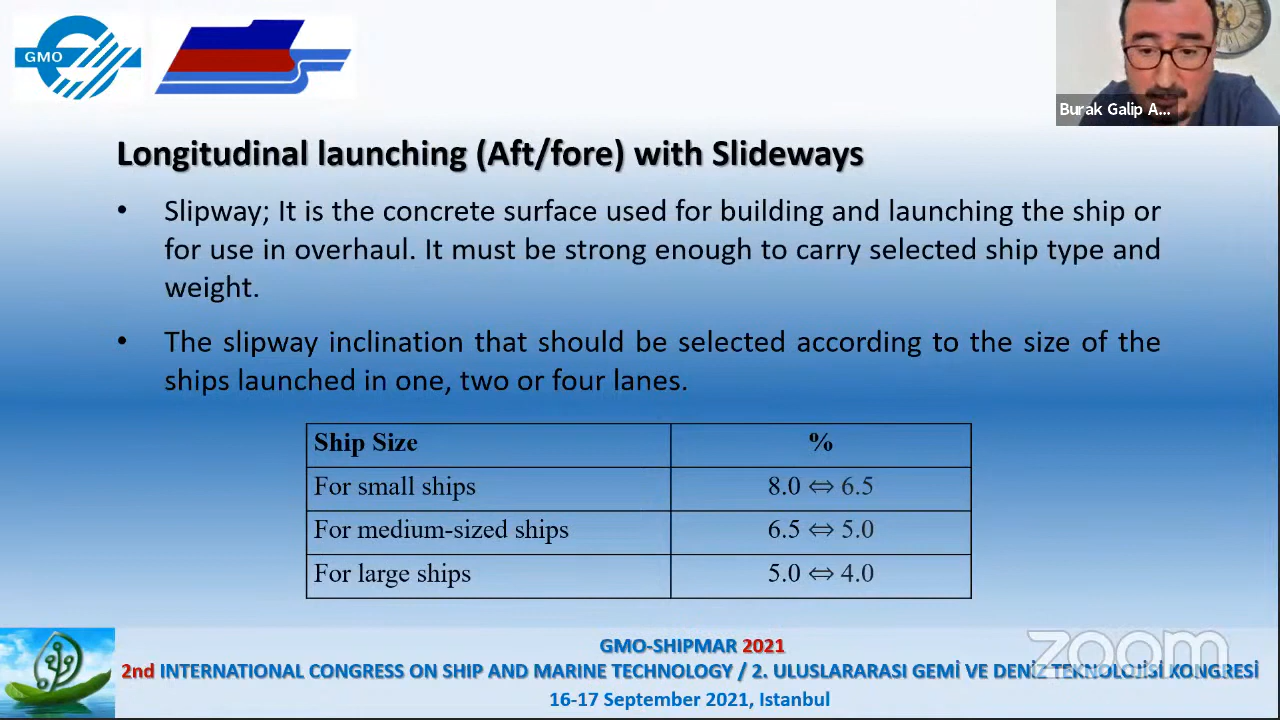 GMO
Burak Galip A...
Longitudinal launching (Aft/fore) with Slideways
• Slipway; It is the concrete surface used for building and launching the ship or
for use in overhaul. It must be strong enough to carry selected ship type and
weight.
• The slipway inclination that should be selected according to the size of the
ships launched in one, two or four lanes.
Ship Size %
For small ships 8.0 ⇔ 6.5
For medium-sized ships 6.5 ⇔ 5.0
For large ships 5.0 ⇔ 4.0
GMO-SHIPMAR 2021
zoom
2nd INTERNATIONAL CONGRESS ON SHIP AND MARINE TECHNOLOGY / 2. ULUSLARARASI GEMİ VE DENİZ TEKNOLOJİSİ KONGRESİ
16-17 September 2021, Istanbul